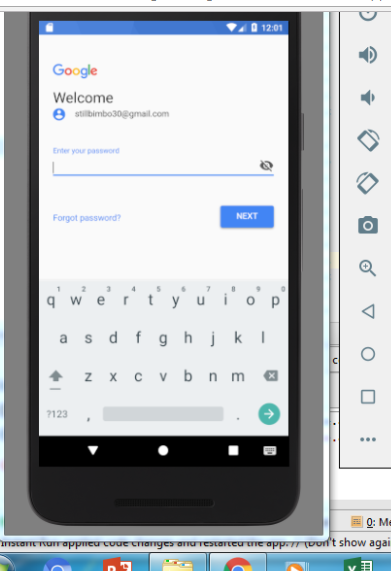 12:01
Google
Welcome
stillbimbo30@gmail.com
Enter your password
Forgot password?
NEXT
1 2 3 4 5 6 7 8 9 0
q w e r t y u i o p
a s d f g h j k l
z x c v b n m
?123 , .
0: Me
Instant Run applied code changes and restarted the app. // (Don't show agai